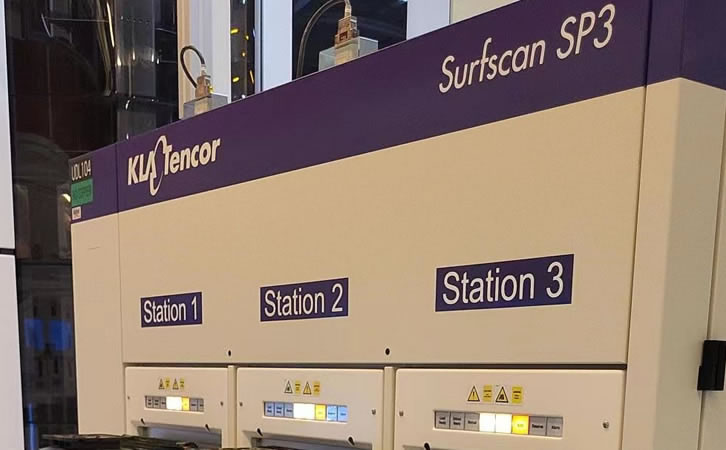 Surfscan SP3
UDL104
KLA Tencor
Station 1
Station 2
Station 3